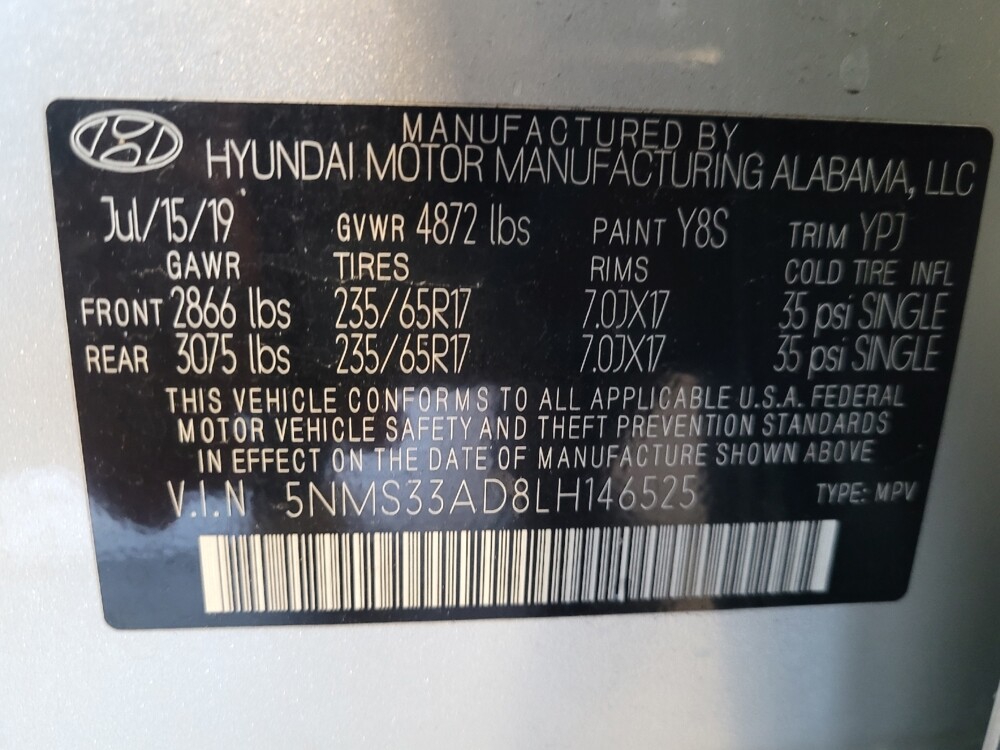 MANUFACTURED BY
HYUNDAI MOTOR MANUFACTURING ALABAMA, LLC
Jul/15/19 GVWR 4872 lbs PAINT Y8S TRIM YPJ
GAWR TIRES RIMS COLD TIRE INFL
FRONT 2866 lbs 235/65R17 7.0JX17 35 psi SINGLE
REAR 3075 lbs 235/65R17 7.0JX17 35 psi SINGLE
THIS VEHICLE CONFORMS TO ALL APPLICABLE U.S.A. FEDERAL
MOTOR VEHICLE SAFETY AND THEFT PREVENTION STANDARDS
IN EFFECT ON THE DATE OF MANUFACTURE SHOWN ABOVE
V.I.N 5NMS33AD8LH146525 TYPE: MPV